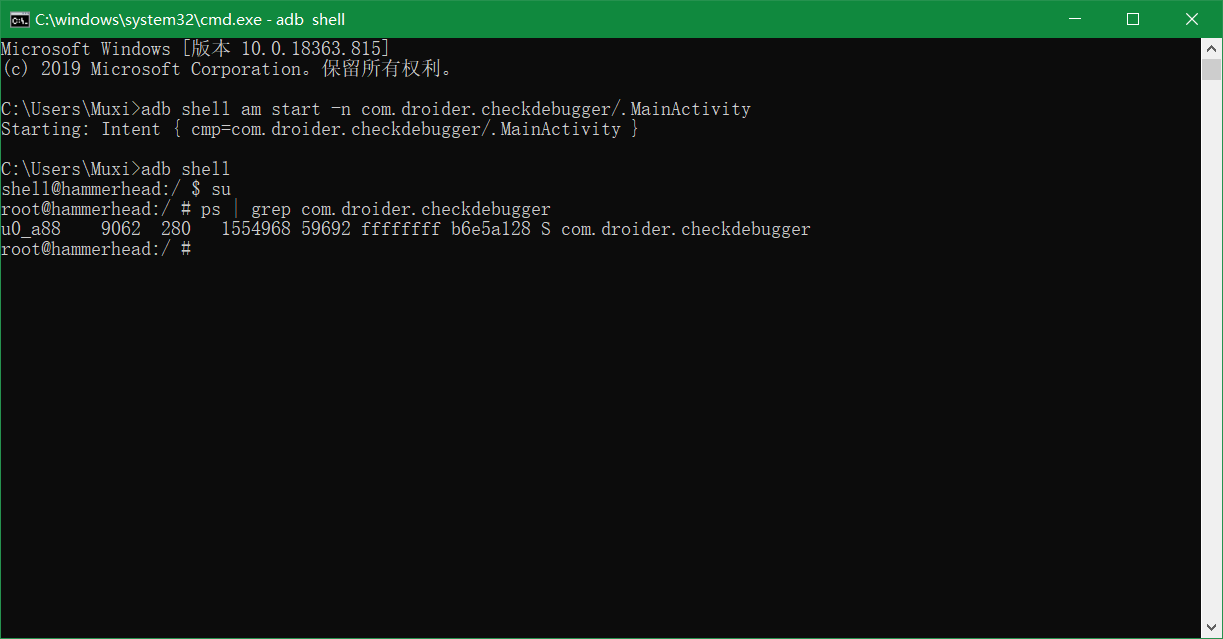 C:\windows\system32\cmd.exe - adb  shell
Microsoft Windows [版本 10.0.18363.815]
(c) 2019 Microsoft Corporation。保留所有权利。
C:\Users\Muxi>adb shell am start -n com.droider.checkdebugger/.MainActivity
Starting: Intent { cmp=com.droider.checkdebugger/.MainActivity }
C:\Users\Muxi>adb shell
shell@hammerhead:/ $ su
root@hammerhead:/ # ps | grep com.droider.checkdebugger
u0_a88    9062  280   1554968 59692 ffffffff b6e5a128 S com.droider.checkdebugger
root@hammerhead:/ #